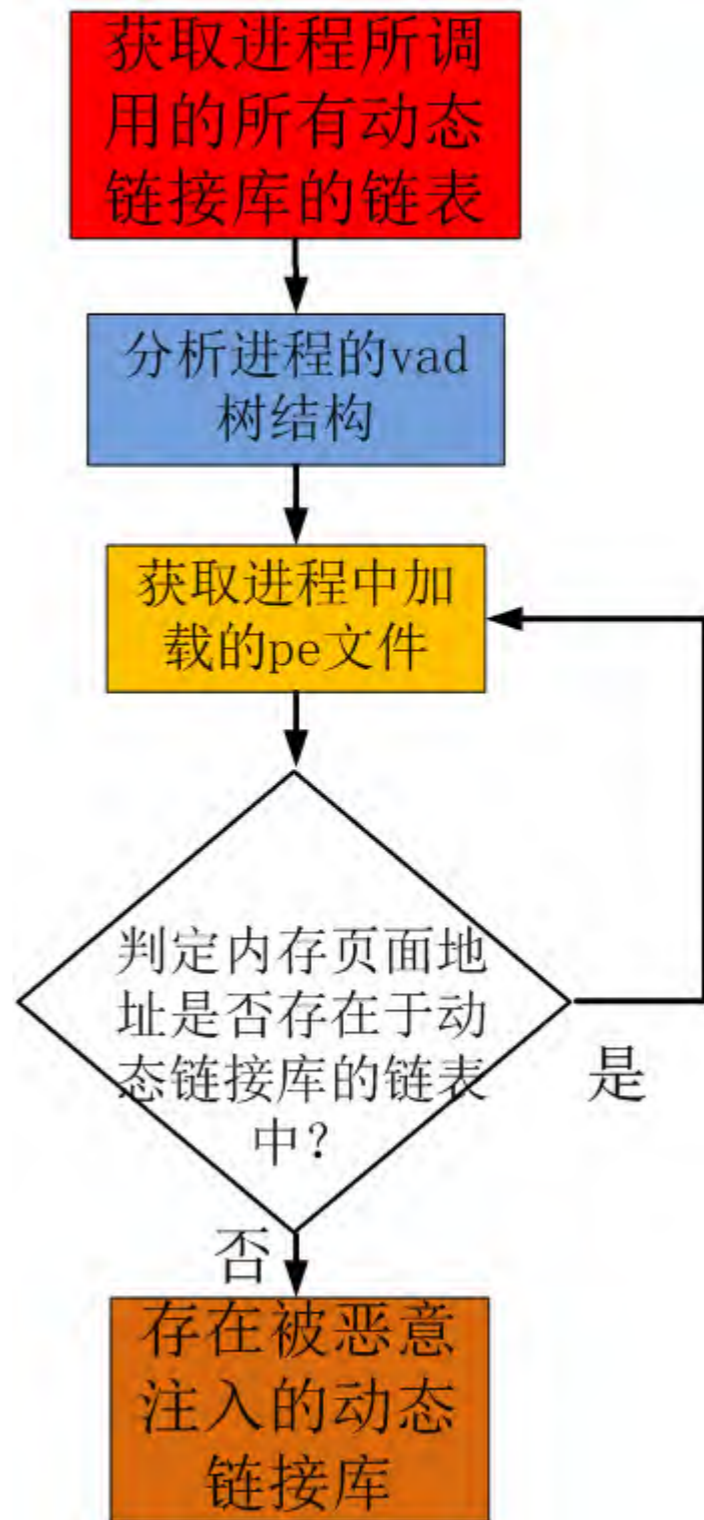 获取进程所调
用的所有动态
链接库的链表
分析进程的vad
树结构
获取进程中加
载的pe文件
判定内存页面地
址是否存在于动
态链接库的链表
中？
是
否
存在被恶意
注入的动态
链接库